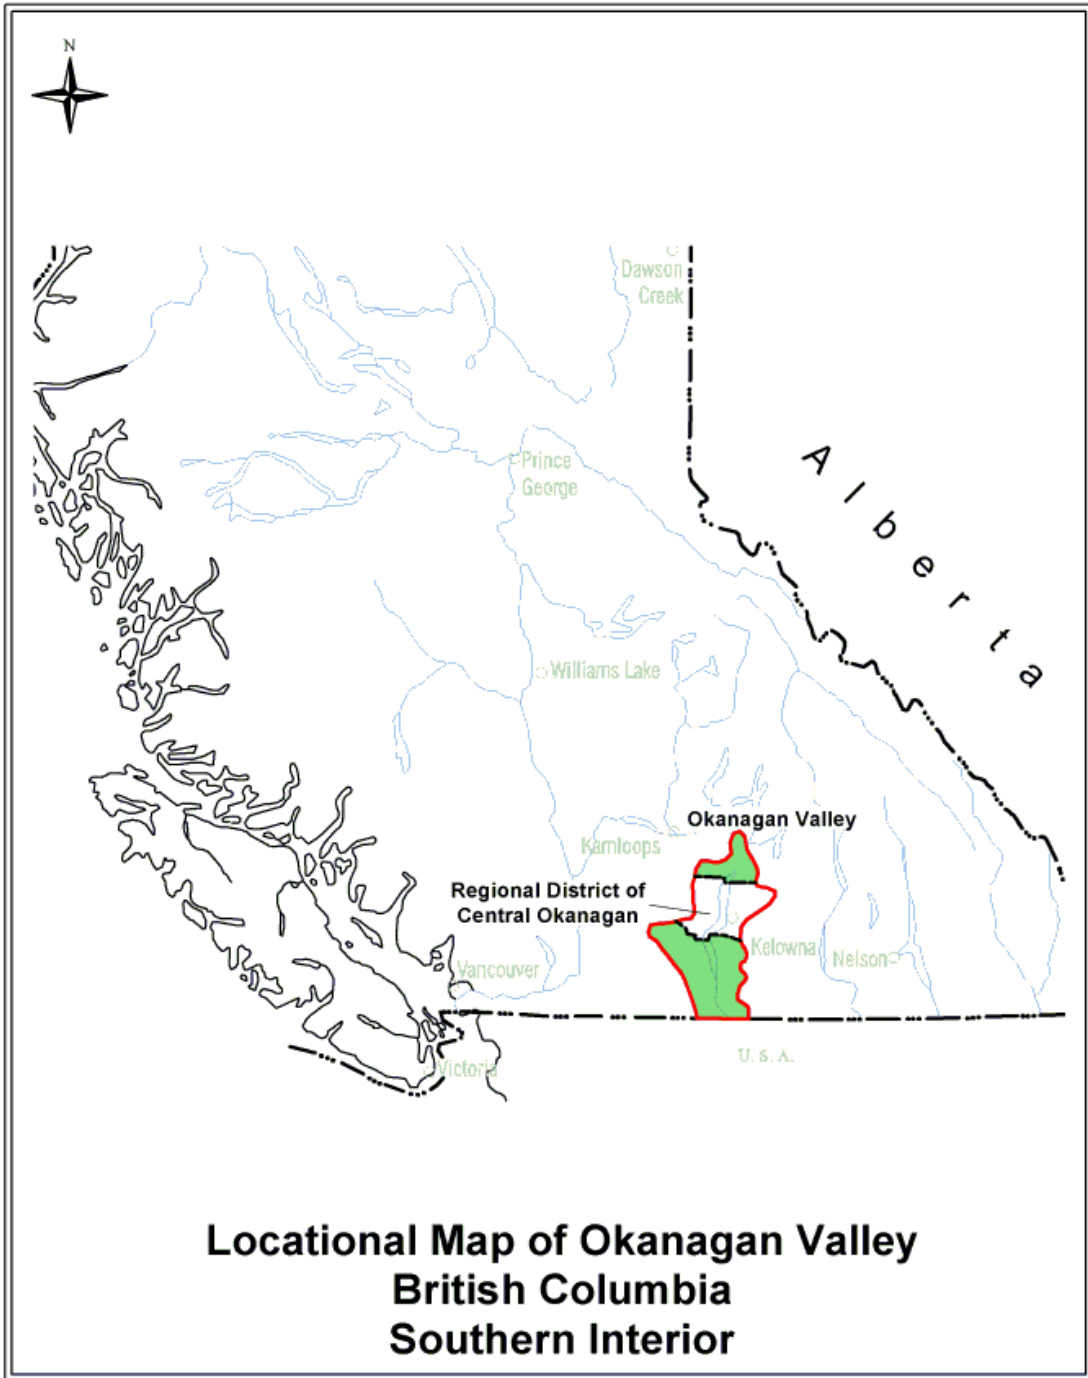 N
Dawson
Creek
Alberta
Prince
George
Williams Lake
Okanagan Valley
Kamloops
Regional District of
Central Okanagan
Kelowna
Nelson
Vancouver
U. S. A.
Victoria
Locational Map of Okanagan Valley
British Columbia
Southern Interior